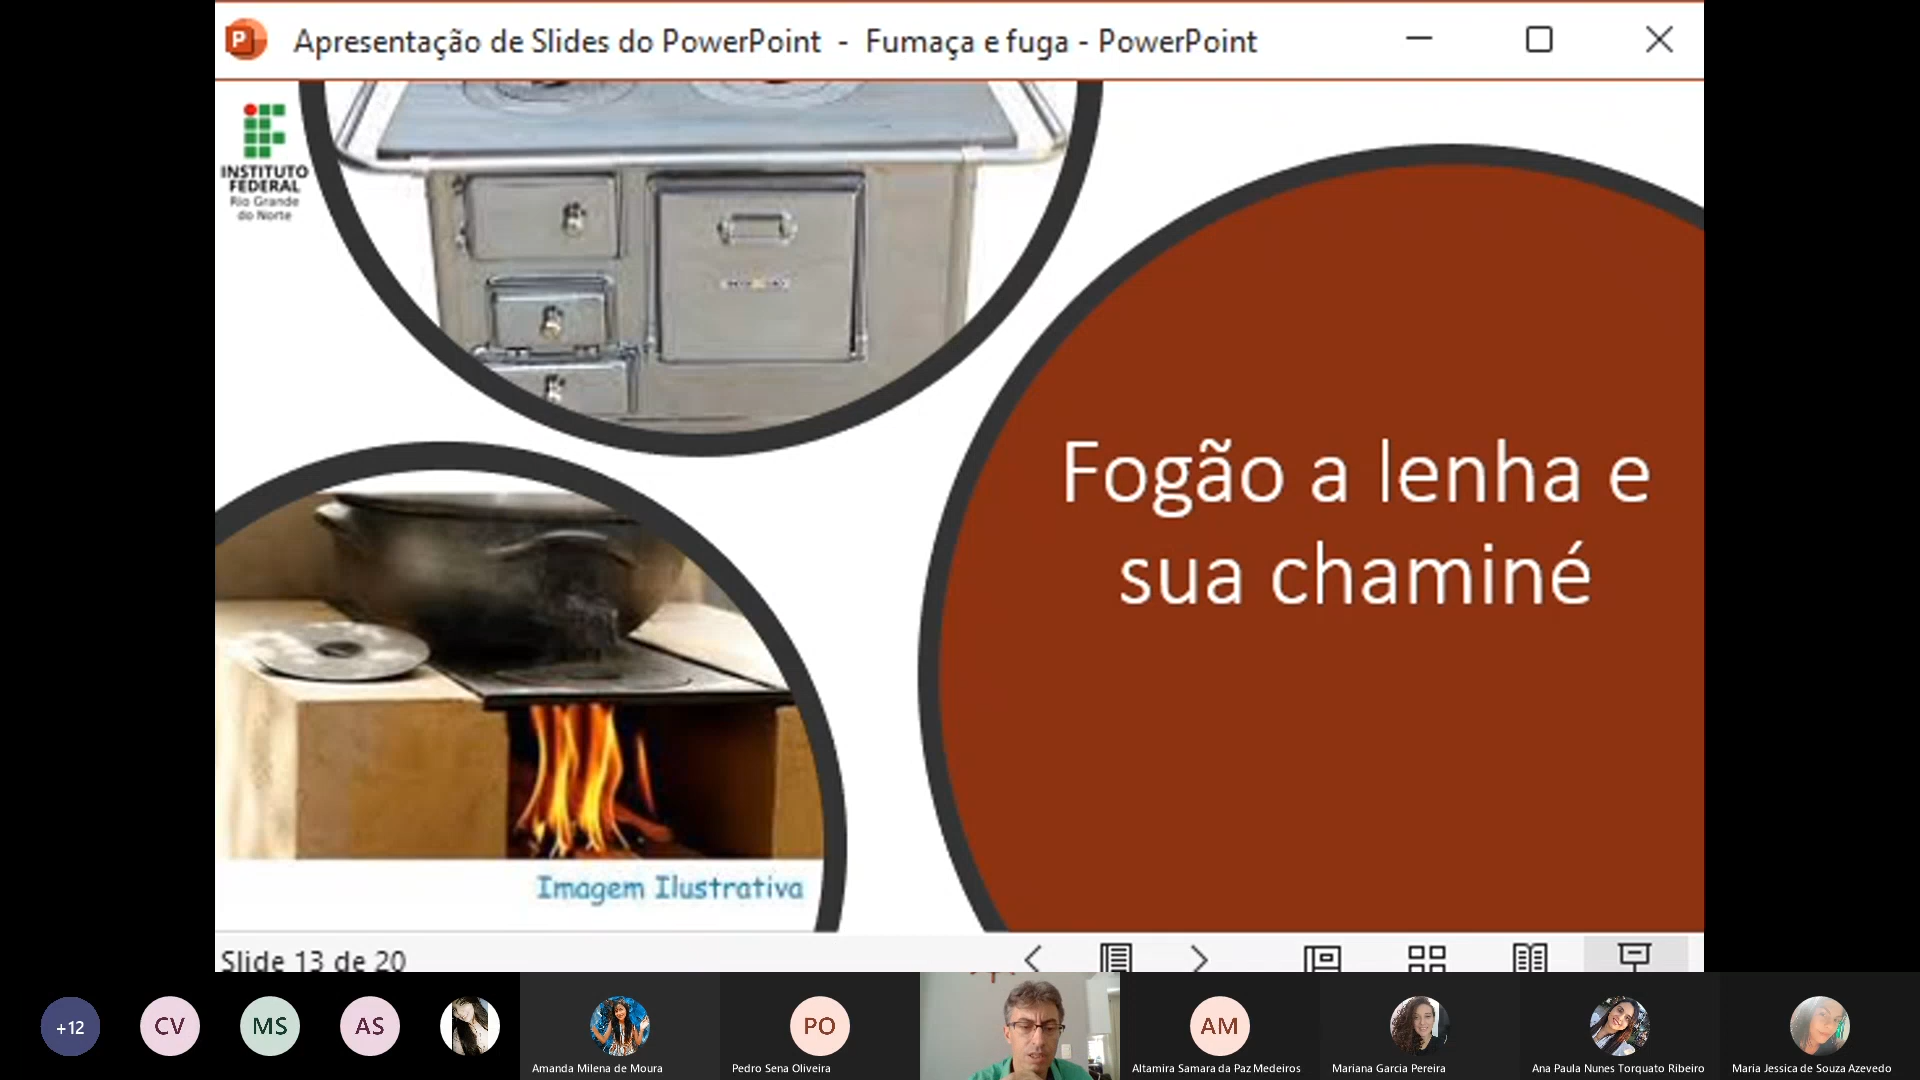 Apresentação de Slides do PowerPoint - Fumaça e fuga - PowerPoint
INSTITUTO
FEDERAL
Rio Grande
do Norte
Fogão a lenha e
sua chaminé
Imagem Ilustrativa
Slide 13 de 20
+12
CV
MS
AS
PO
AM
Amanda Milena de Moura
Pedro Sena Oliveira
Altamira Samara da Paz Medeiros
Mariana Garcia Pereira
Ana Paula Nunes Torquato Ribeiro
Maria Jessica de Souza Azevedo